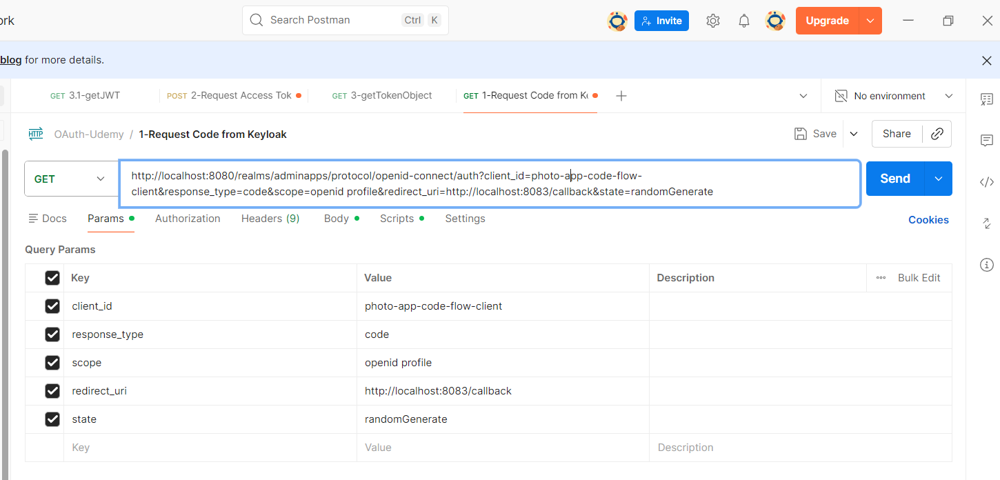 ork
Search Postman Ctrl K
Invite
Upgrade
blog for more details.
GET 3.1-getJWT
POST 2-Request Access Tok
GET 3-getTokenObject
GET 1-Request Code from Ke
No environment
HTTP OAuth-Udemy / 1-Request Code from Keyloak
Save
Share
GET
http://localhost:8080/realms/adminapps/protocol/openid-connect/auth?client_id=photo-app-code-flow-
client&response_type=code&scope=openid profile&redirect_uri=http://localhost:8083/callback&state=randomGenerate
Send
Docs Params Authorization Headers (9) Body Scripts Settings
Cookies
Query Params
Key Value Description Bulk Edit
client_id photo-app-code-flow-client
response_type code
scope openid profile
redirect_uri http://localhost:8083/callback
state randomGenerate
Key Value Description